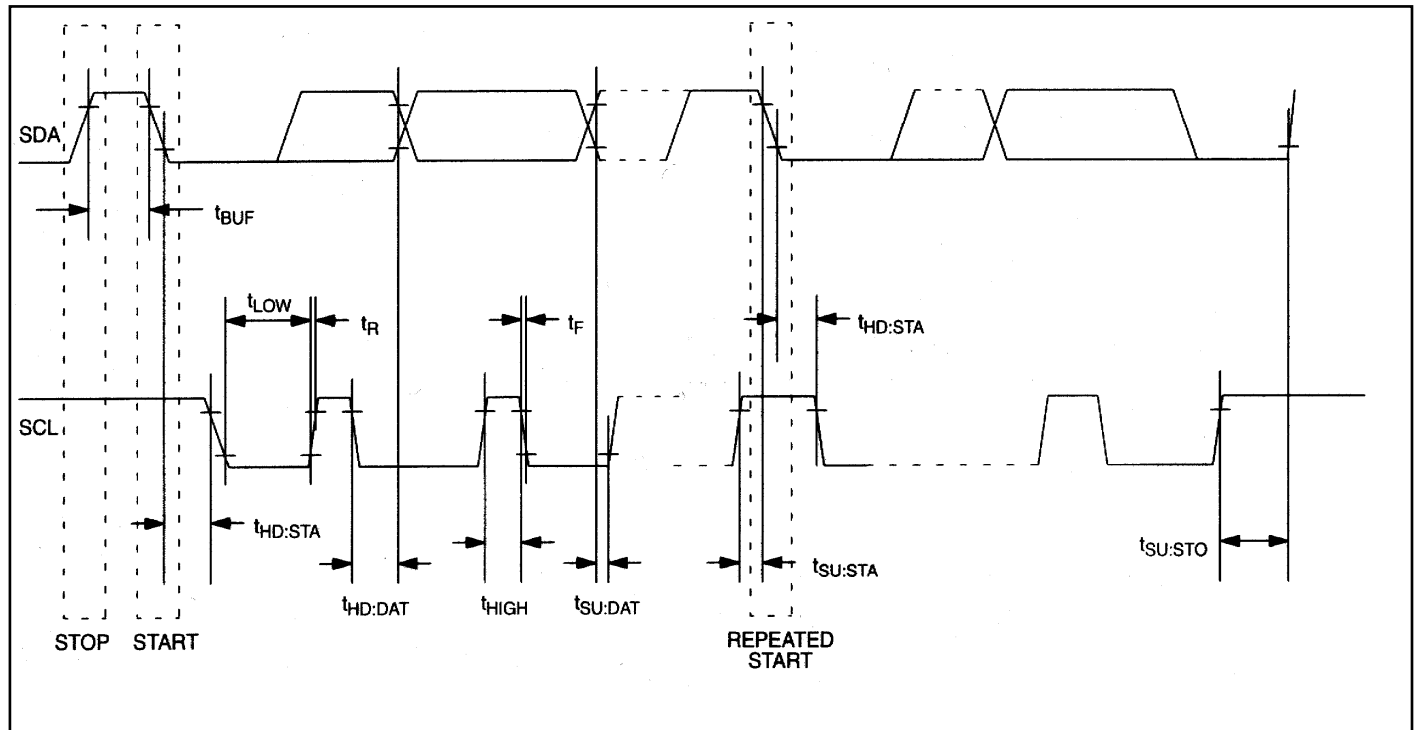 SDA
tBUF
tLOW
tR
tF
tHD:STA
SCL
tHD:STA
tHD:DAT
tHIGH
tSU:DAT
tSU:STA
tSU:STO
STOP
START
REPEATED
START